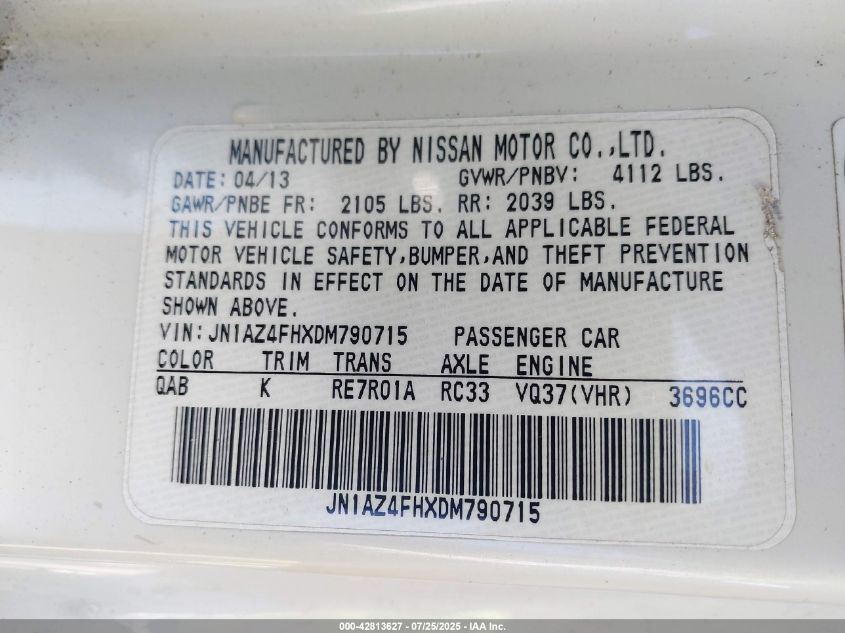 MANUFACTURED BY NISSAN MOTOR CO.,LTD.
DATE: 04/13 GVWR/PNBV: 4112 LBS.
GAWR/PNBE FR: 2105 LBS. RR: 2039 LBS.
THIS VEHICLE CONFORMS TO ALL APPLICABLE FEDERAL
MOTOR VEHICLE SAFETY,BUMPER,AND THEFT PREVENTION
STANDARDS IN EFFECT ON THE DATE OF MANUFACTURE
SHOWN ABOVE.
VIN:JN1AZ4FHXDM790715 PASSENGER CAR
COLOR TRIM TRANS AXLE ENGINE
QAB K RE7R01A RC33 VQ37(VHR) 3696CC
JN1AZ4FHXDM790715
000-42813627 - 07/25/2025 - IAA Inc.